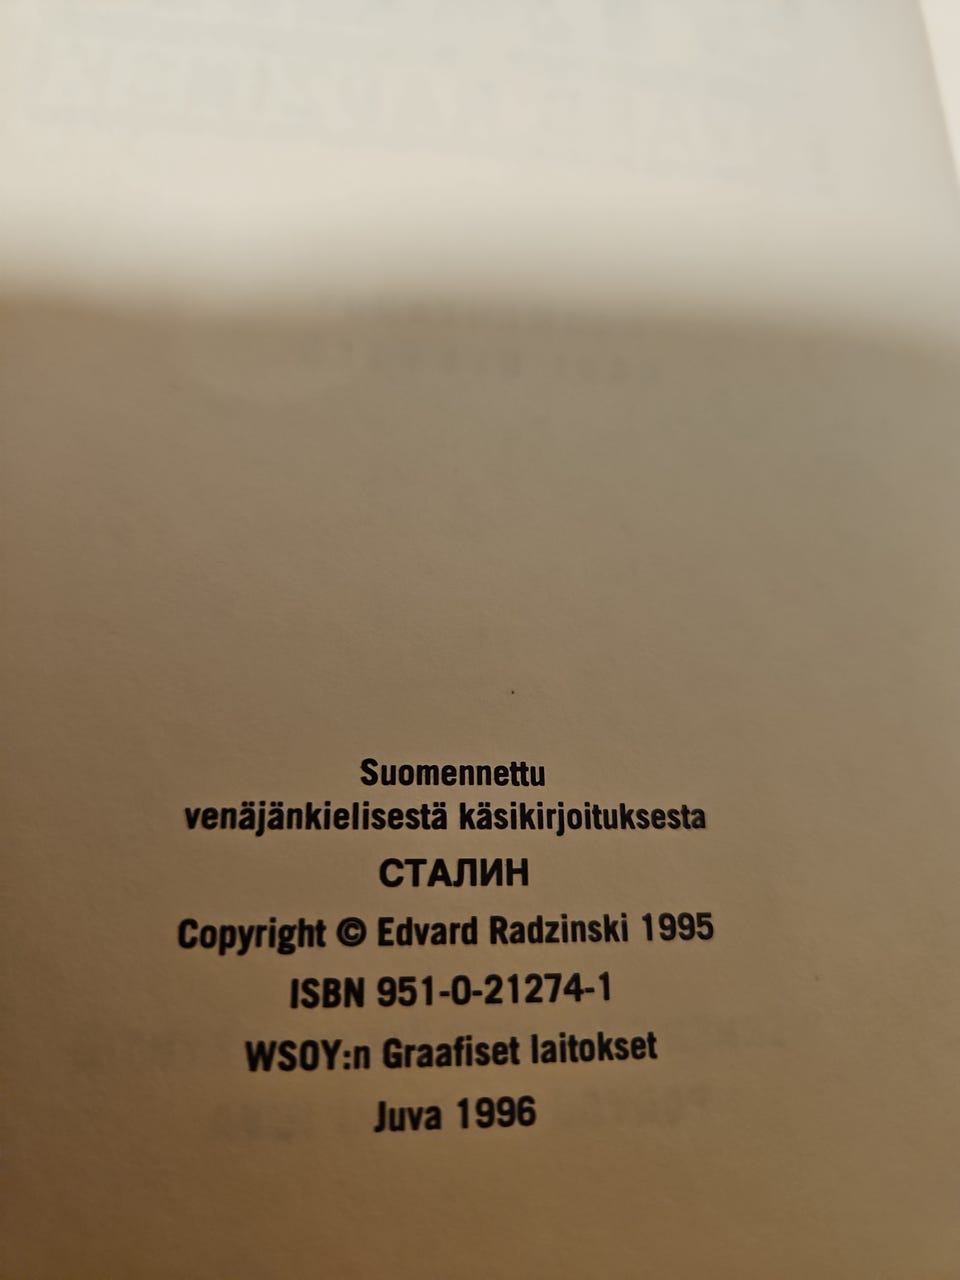 Suomennettu
venäjänkielisestä käsikirjoituksesta
СТАЛИН
Copyright © Edvard Radzinski 1995
ISBN 951-0-21274-1
WSOY:n Graafiset laitokset
Juva 1996